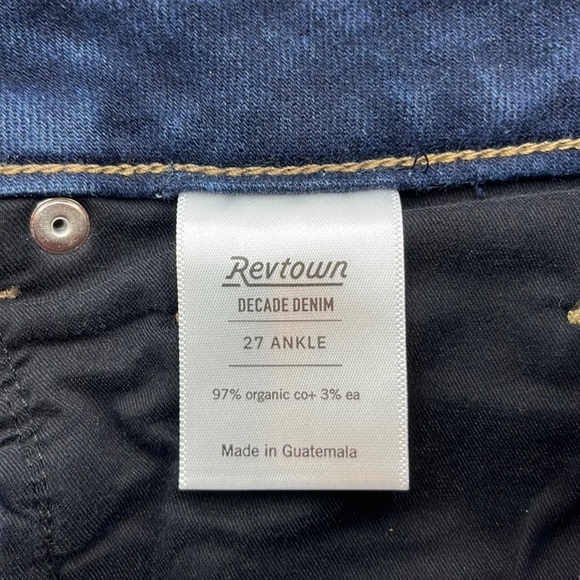 Revtown
DECADE DENIM
27 ANKLE
97% organic co+ 3% ea
Made in Guatemala